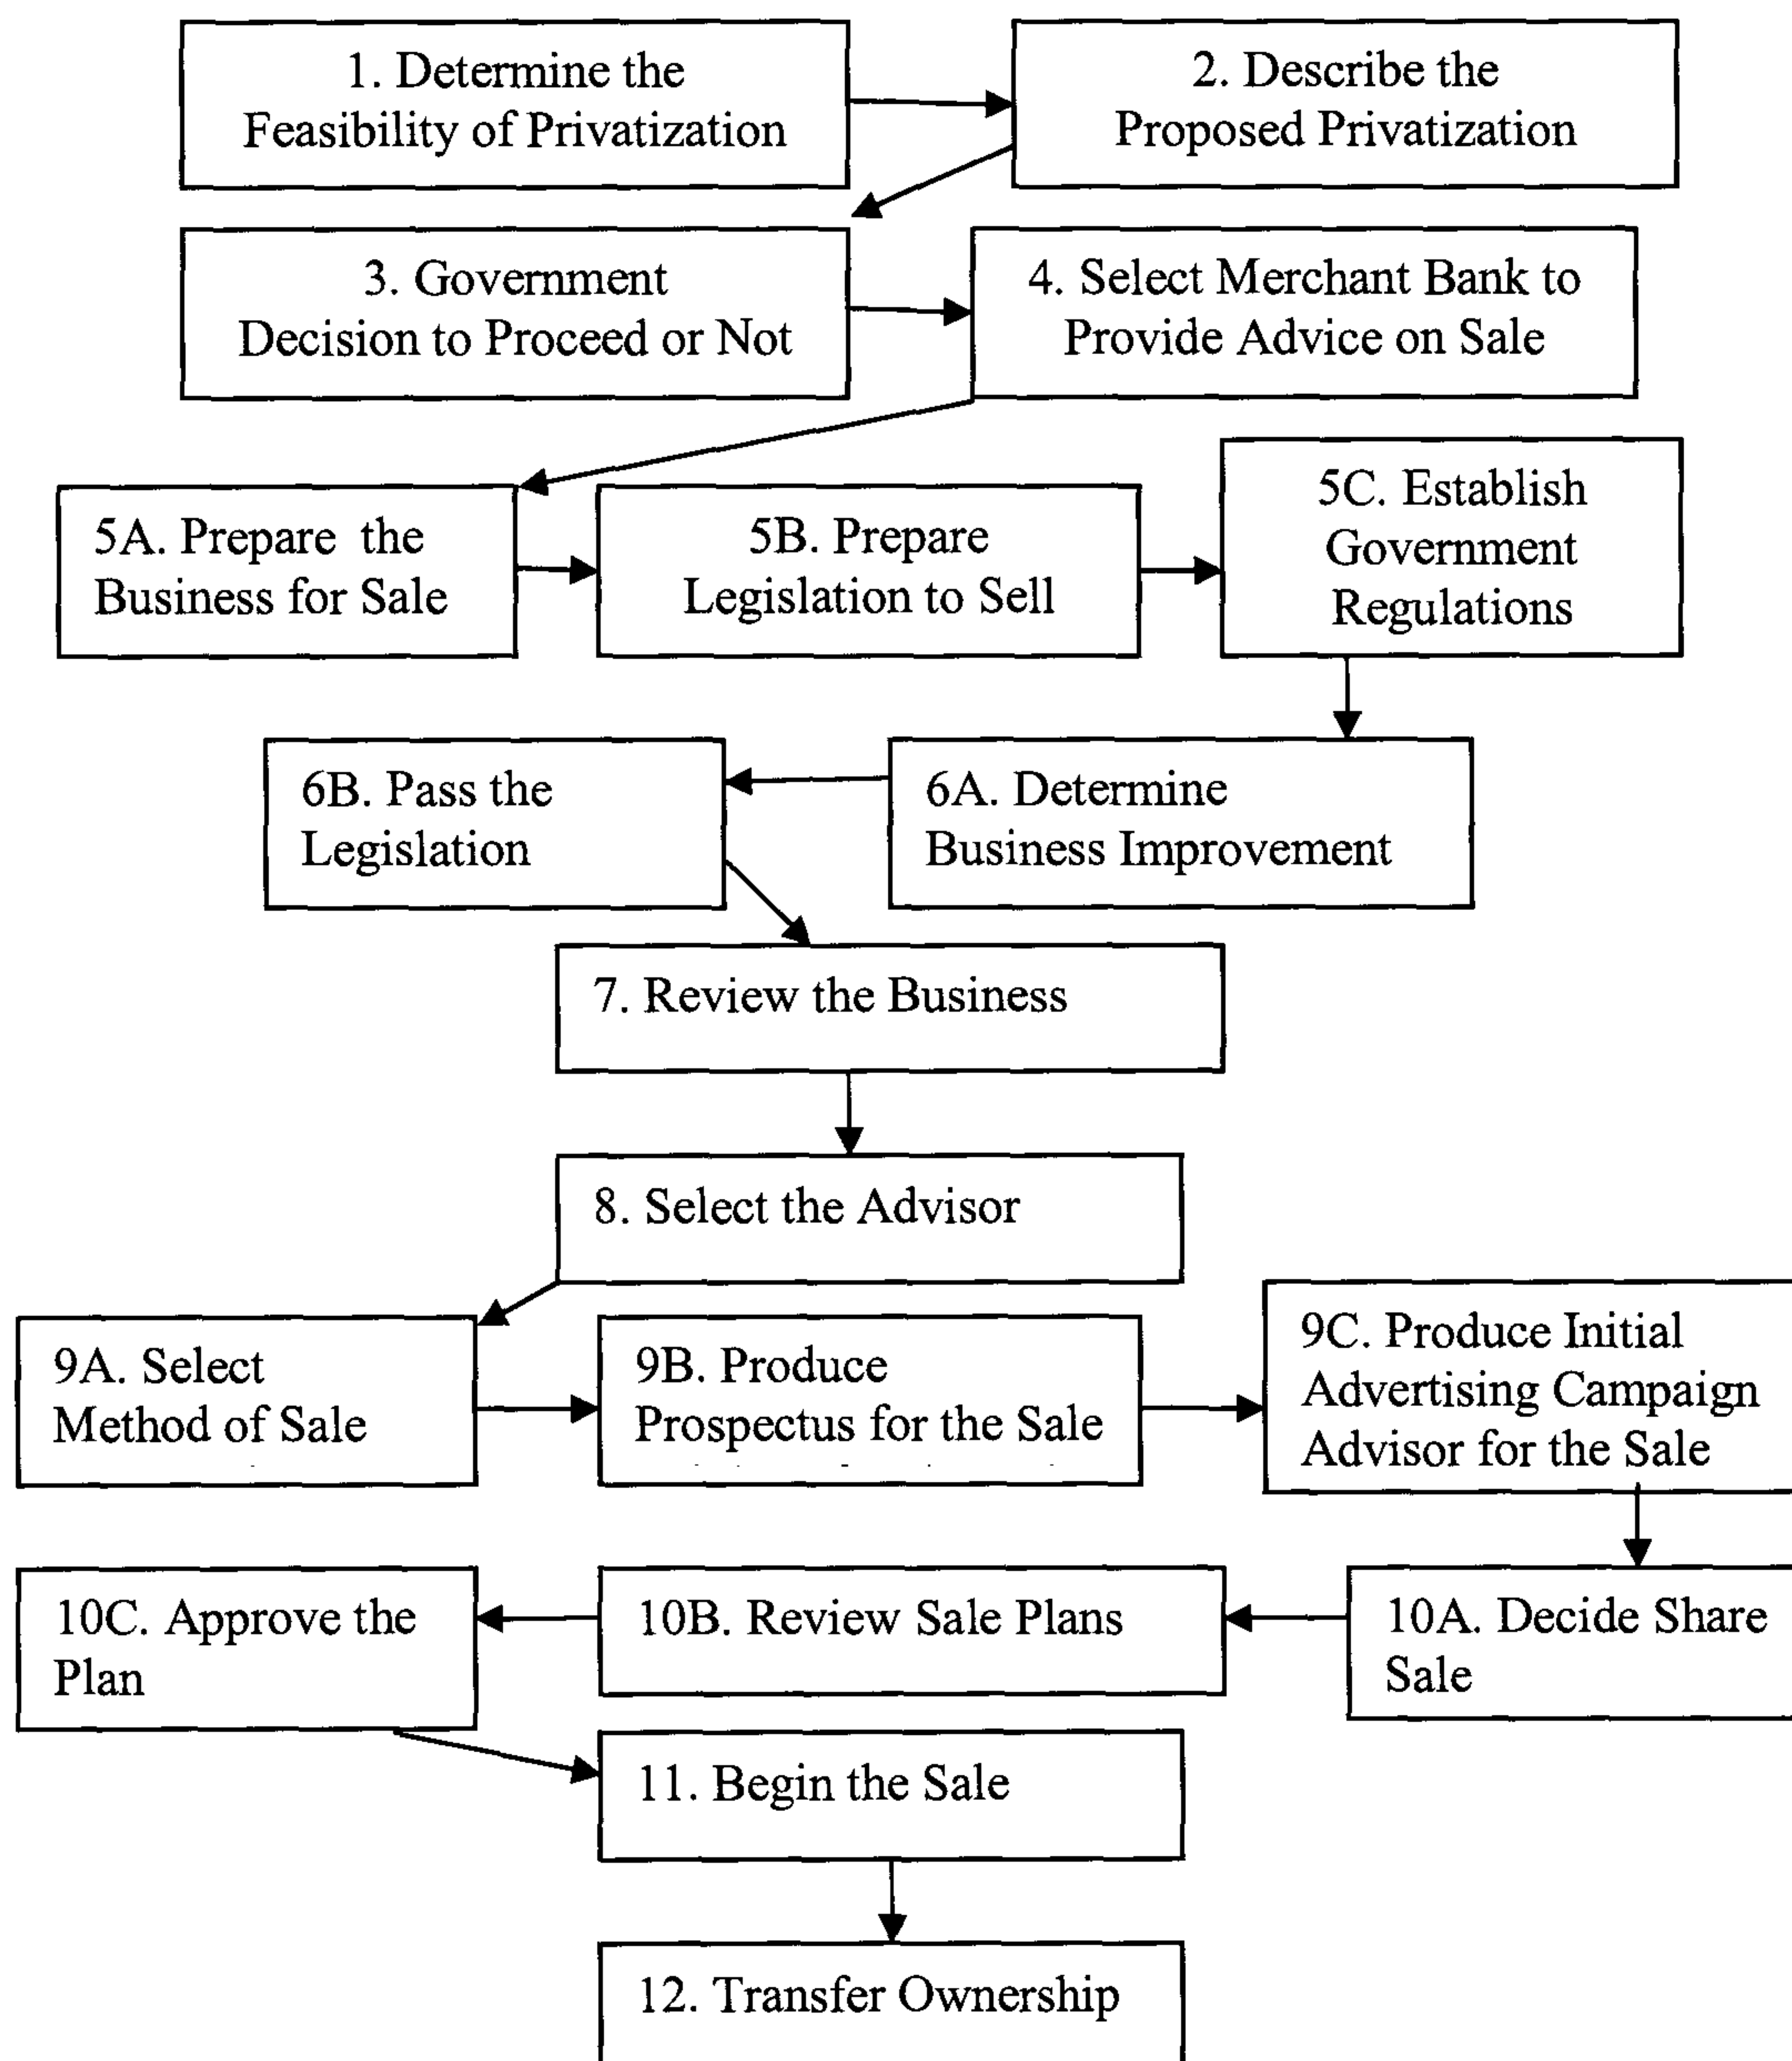 1. Determine the
Feasibility of Privatization
2. Describe the
Proposed Privatization
3. Government
Decision to Proceed or Not
4. Select Merchant Bank to
Provide Advice on Sale
5A. Prepare the
Business for Sale
5B. Prepare
Legislation to Sell
5C. Establish
Government
Regulations
6B. Pass the
Legislation
6A. Determine
Business Improvement
7. Review the Business
8. Select the Advisor
9A. Select
Method of Sale
9B. Produce
Prospectus for the Sale
9C. Produce Initial
Advertising Campaign
Advisor for the Sale
10C. Approve the
Plan
10B. Review Sale Plans
10A. Decide Share
Sale
11. Begin the Sale
12. Transfer Ownership